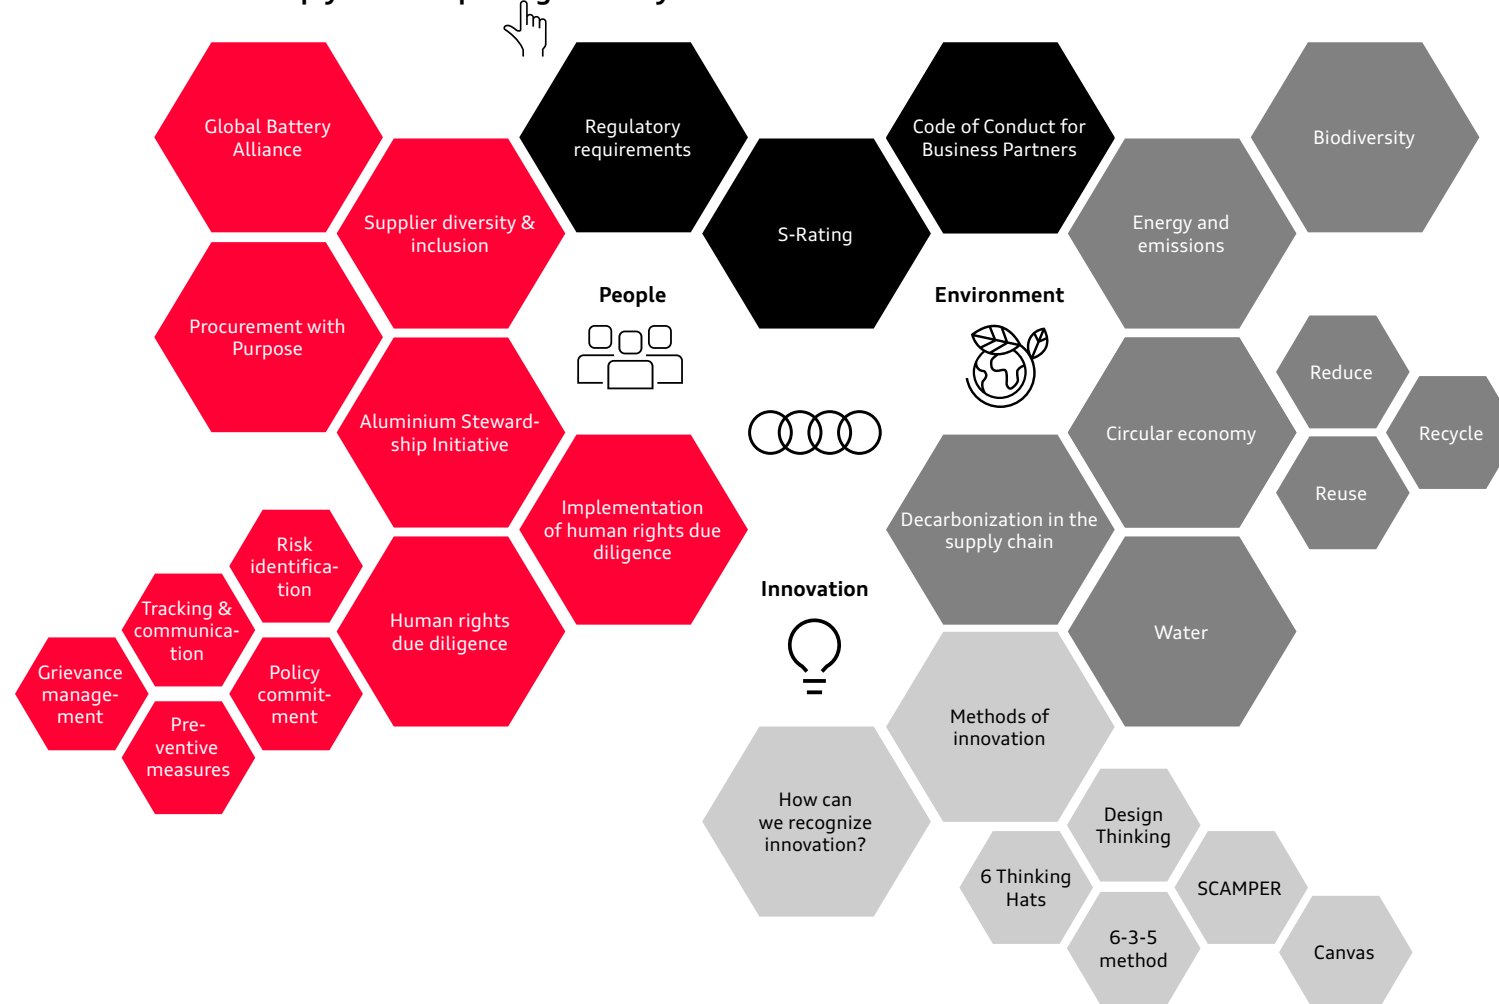 Global Battery
Alliance
Regulatory
requirements
Code of Conduct for
Business Partners
Biodiversity
Supplier diversity &
inclusion
S-Rating
Energy and
emissions
People
Environment
Procurement with
Purpose
Reduce
Aluminium Steward-
ship Initiative
Circular economy
Recycle
Reuse
Implementation
of human rights due
diligence
Decarbonization in the
supply chain
Risk
identifica-
tion
Innovation
Tracking &
communica-
tion
Human rights
due diligence
Water
Grievance
manage-
ment
Policy
commit-
ment
Pre-
ventive
measures
Methods of
innovation
How can
we recognize
innovation?
Design
Thinking
6 Thinking
Hats
SCAMPER
6-3-5
method
Canvas